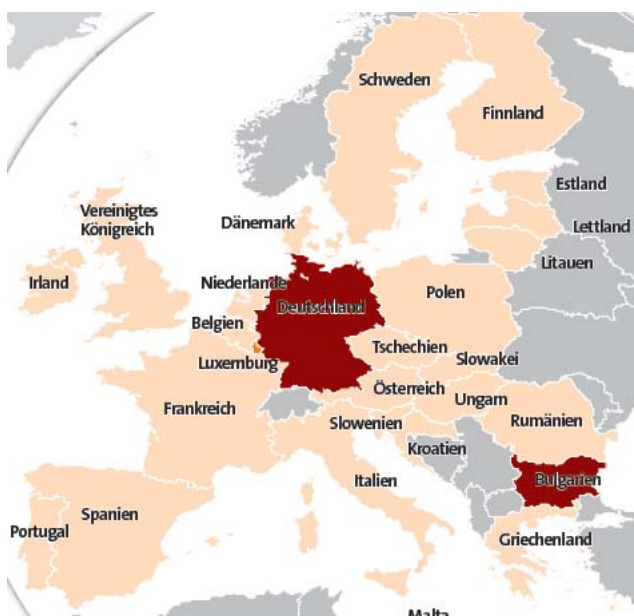 Schweden
Finnland
Estland
Vereinigtes
Königreich
Dänemark
Lettland
Litauen
Irland
Niederlande
Deutschland
Polen
Belgien
Tschechien
Slowakei
Luxemburg
Österreich
Ungarn
Frankreich
Slowenien
Rumänien
Kroatien
Italien
Bulgarien
Spanien
Portugal
Griechenland
Malta